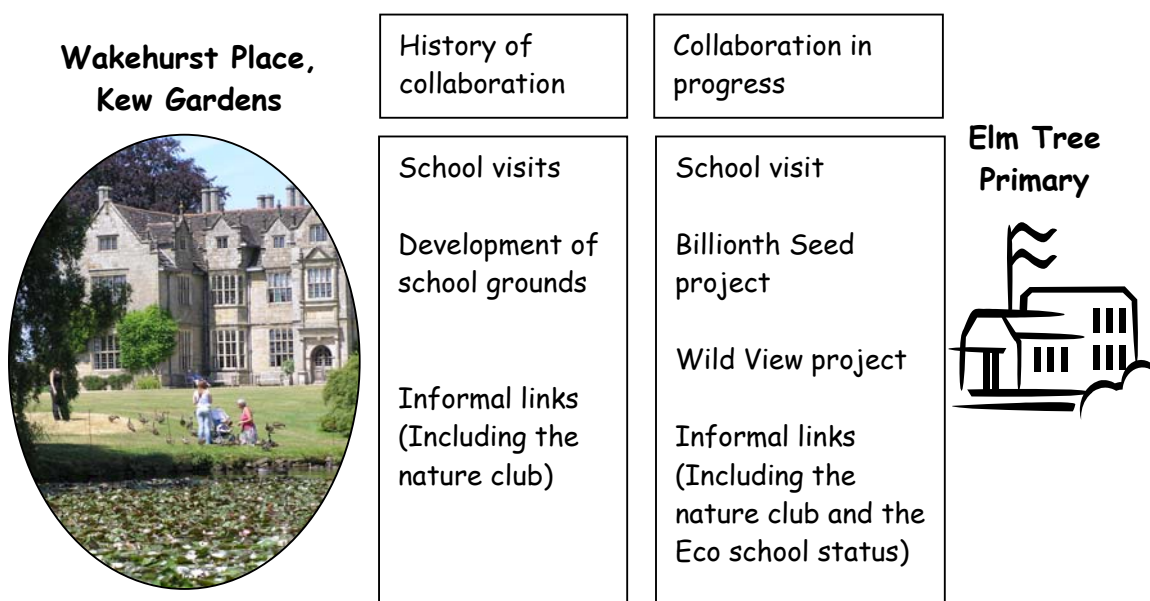 Wakehurst Place,
Kew Gardens
History of
collaboration
Collaboration in
progress
School visits
Development of
school grounds
Informal links
(Including the
nature club)
School visit
Billionth Seed
project
Wild View project
Informal links
(Including the
nature club and the
Eco school status)
Elm Tree
Primary